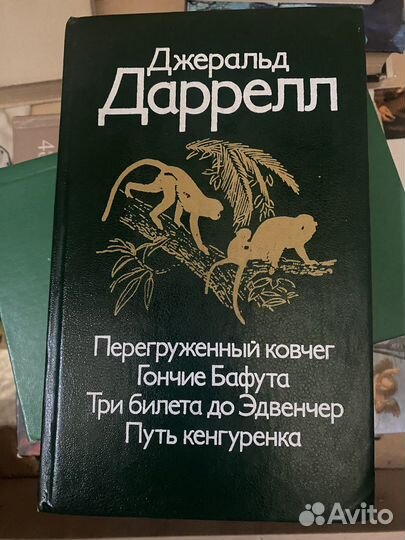 Джеральд
Даррелл
Перегруженный ковчег
Гончие Бафута
Три билета до Эдвенчер
Путь кенгуренка
Avito